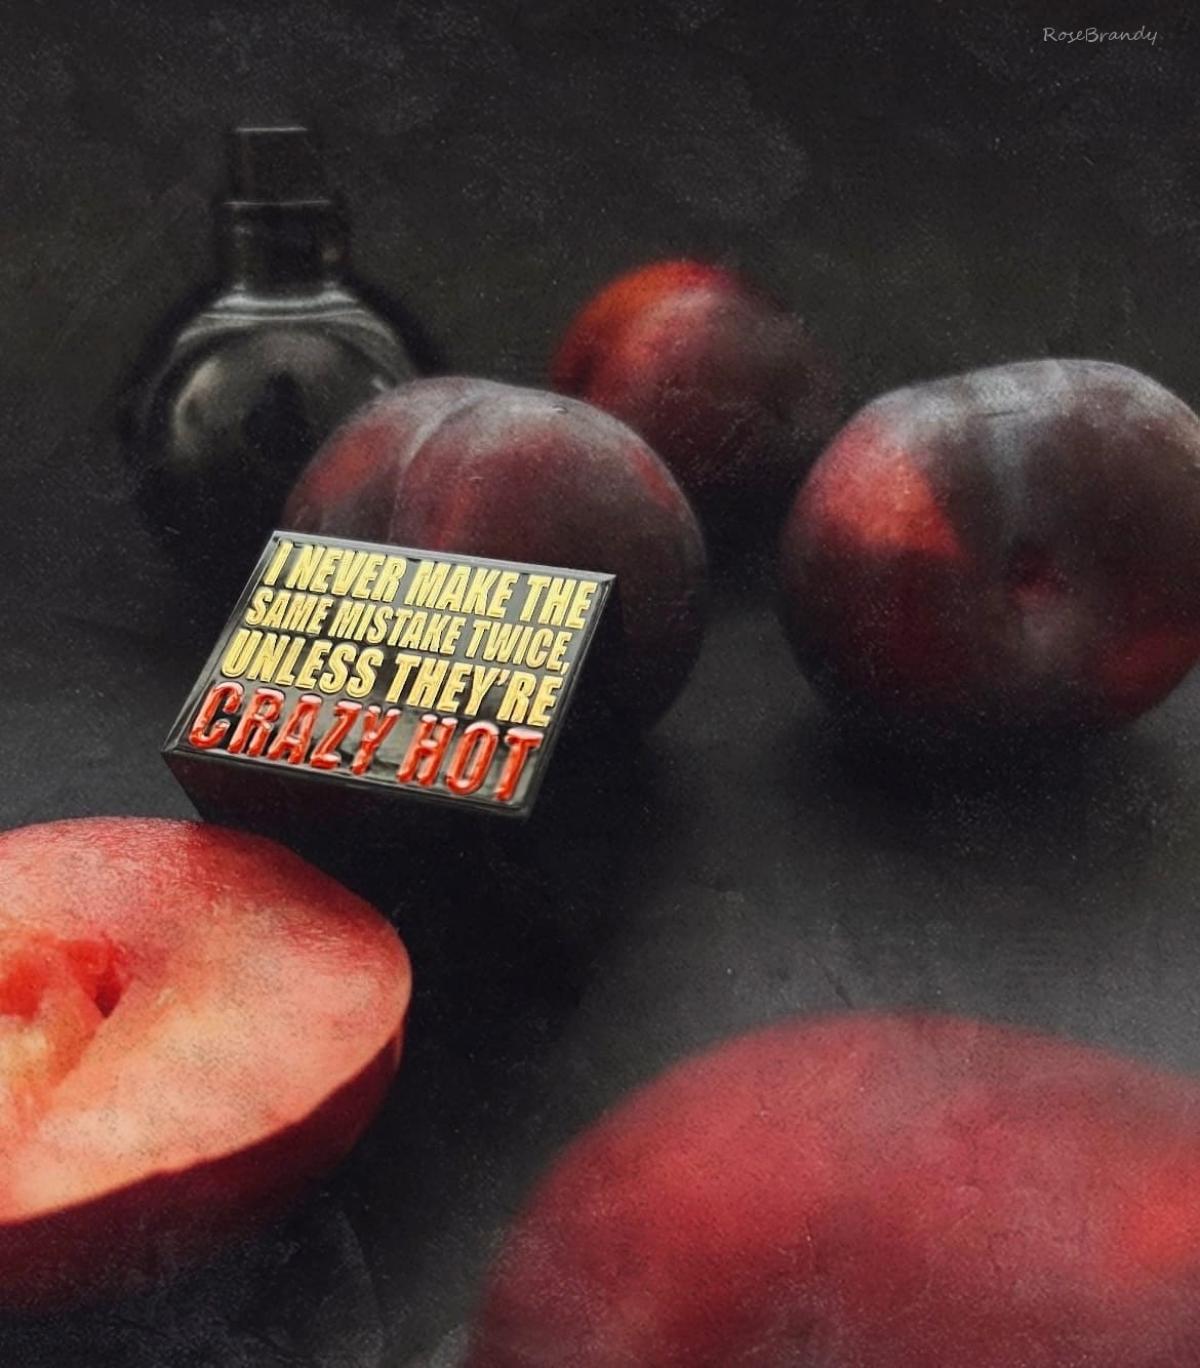 RoseBrandy
I NEVER MAKE THE
SAME MISTAKE TWICE,
UNLESS THEY'RE
CRAZY HOT